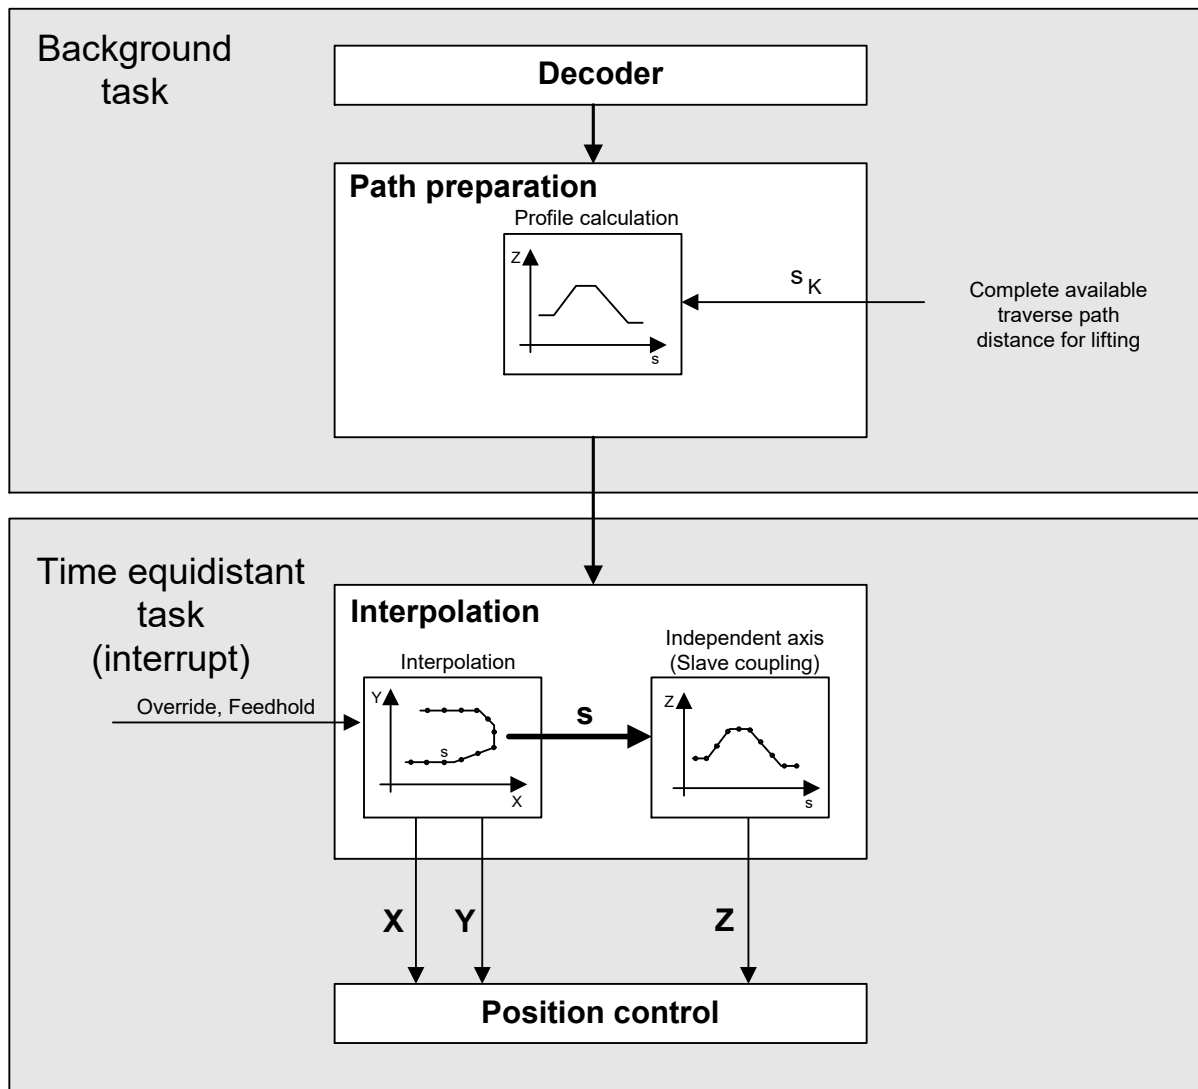 Background
task
Decoder
Path preparation
Profile calculation
Z
s
s K
Complete available
traverse path
distance for lifting
Time equidistant
task
(interrupt)
Interpolation
Independent axis
(Slave coupling)
Interpolation
Override, Feedhold
Y
s
X
s
Z
s
X
Y
Z
Position control